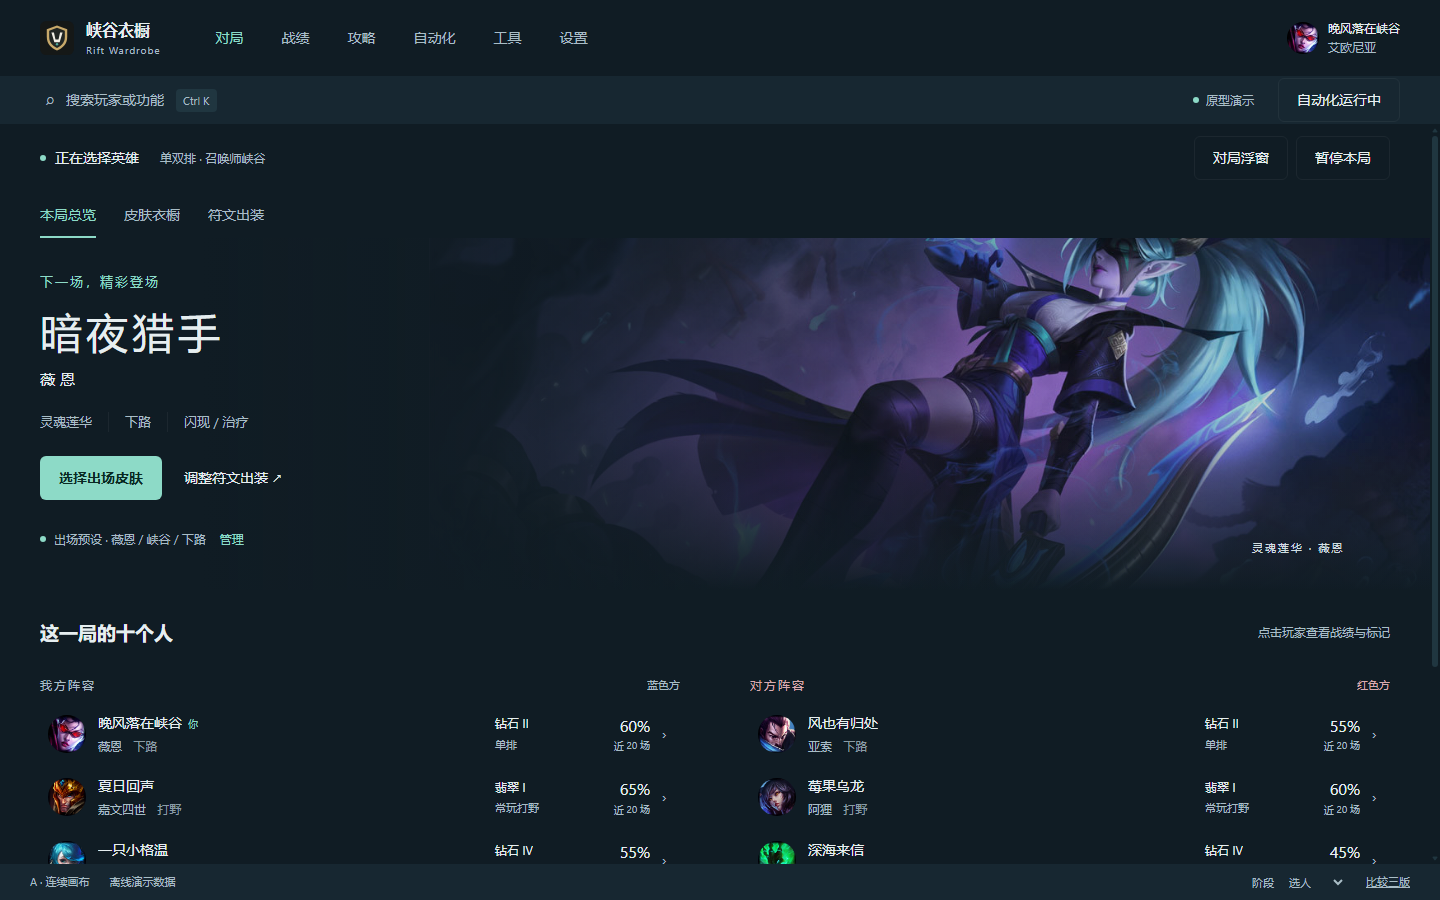 峡谷衣橱
Rift Wardrobe
对局 战绩 攻略 自动化 工具 设置
晚风落在峡谷
艾欧尼亚
搜索玩家或功能 Ctrl K
原型演示 自动化运行中
正在选择英雄 单双排 · 召唤师峡谷
对局浮窗 暂停本局
本局总览 皮肤衣橱 符文出装
下一场，精彩登场
暗夜猎手
薇恩
灵魂莲华 下路 闪现 / 治疗
选择出场皮肤 调整符文出装 ↗
出场预设 · 薇恩 / 峡谷 / 下路 管理
灵魂莲华 · 薇恩
这一局的十个人
点击玩家查看战绩与标记
我方阵容 蓝色方
晚风落在峡谷 你 钻石 II 60%
薇恩 下路 单排 近 20 场 ›
夏日回声 翡翠 I 65%
嘉文四世 打野 常玩打野 近 20 场 ›
一只小格温 钻石 IV 55% ›
对方阵容 红色方
风也有归处 钻石 II 55%
亚索 下路 单排 近 20 场 ›
莓果乌龙 翡翠 I 60%
阿狸 打野 常玩打野 近 20 场 ›
深海来信 钻石 IV 45% ›
A · 连续画布 离线演示数据
阶段 选人 比较三版